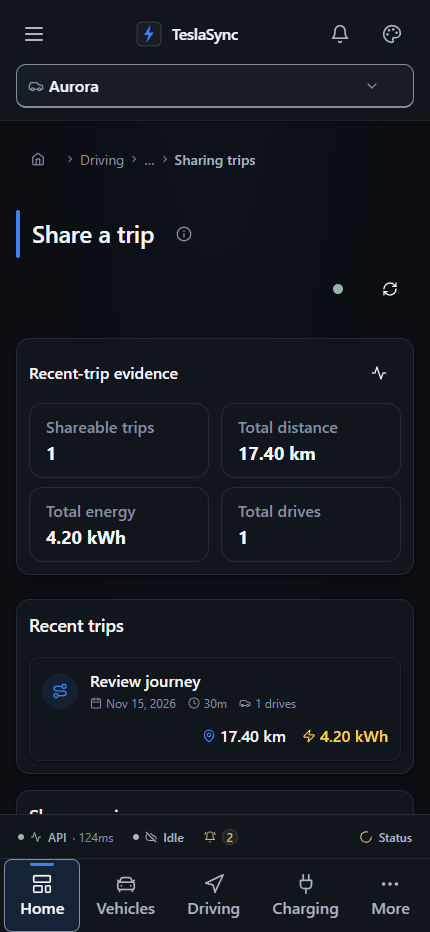 TeslaSync
Aurora
Driving ... Sharing trips
Share a trip
Recent-trip evidence
Shareable trips
1
Total distance
17.40 km
Total energy
4.20 kWh
Total drives
1
Recent trips
Review journey
Nov 15, 2026 30m 1 drives
17.40 km 4.20 kWh
API · 124ms Idle 2 Status
Home Vehicles Driving Charging More